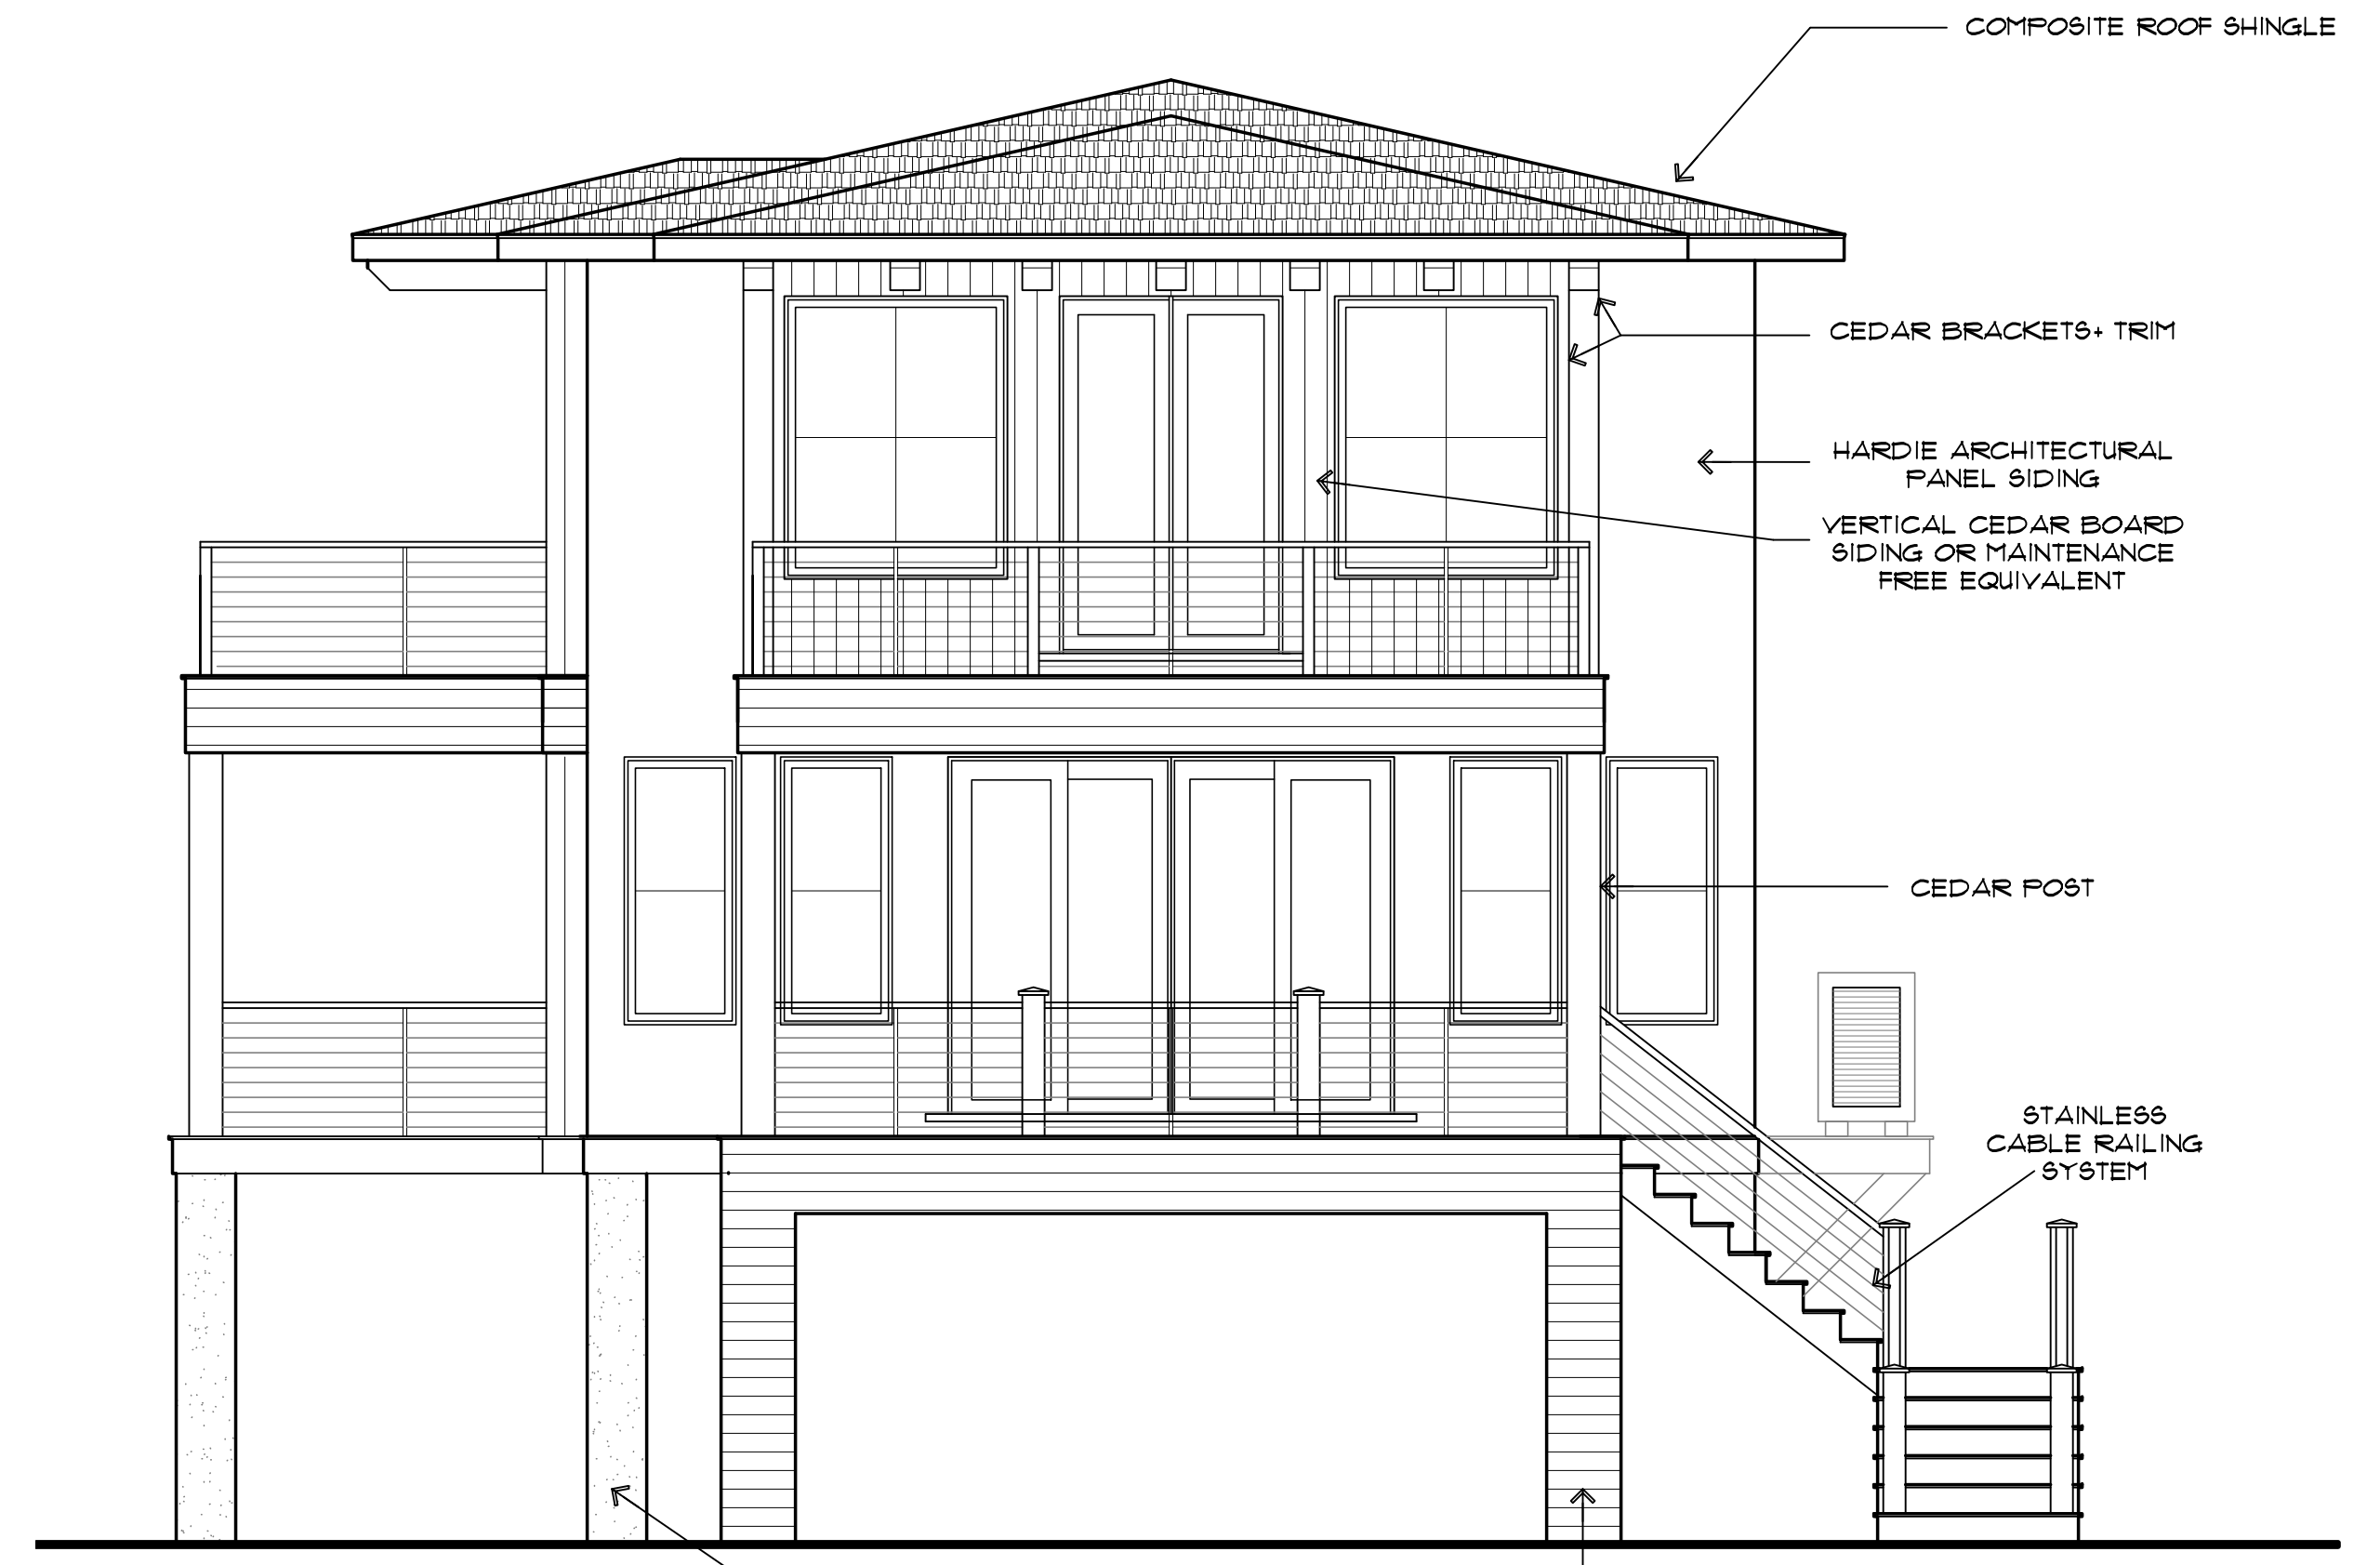 COMPOSITE ROOF SHINGLE
CEDAR BRACKETS+ TRIM
HARDIE ARCHITECTURAL
PANEL SIDING
VERTICAL CEDAR BOARD
SIDING OR MAINTENANCE
FREE EQUIVALENT
CEDAR POST
STAINLESS
CABLE RAILING
SYSTEM